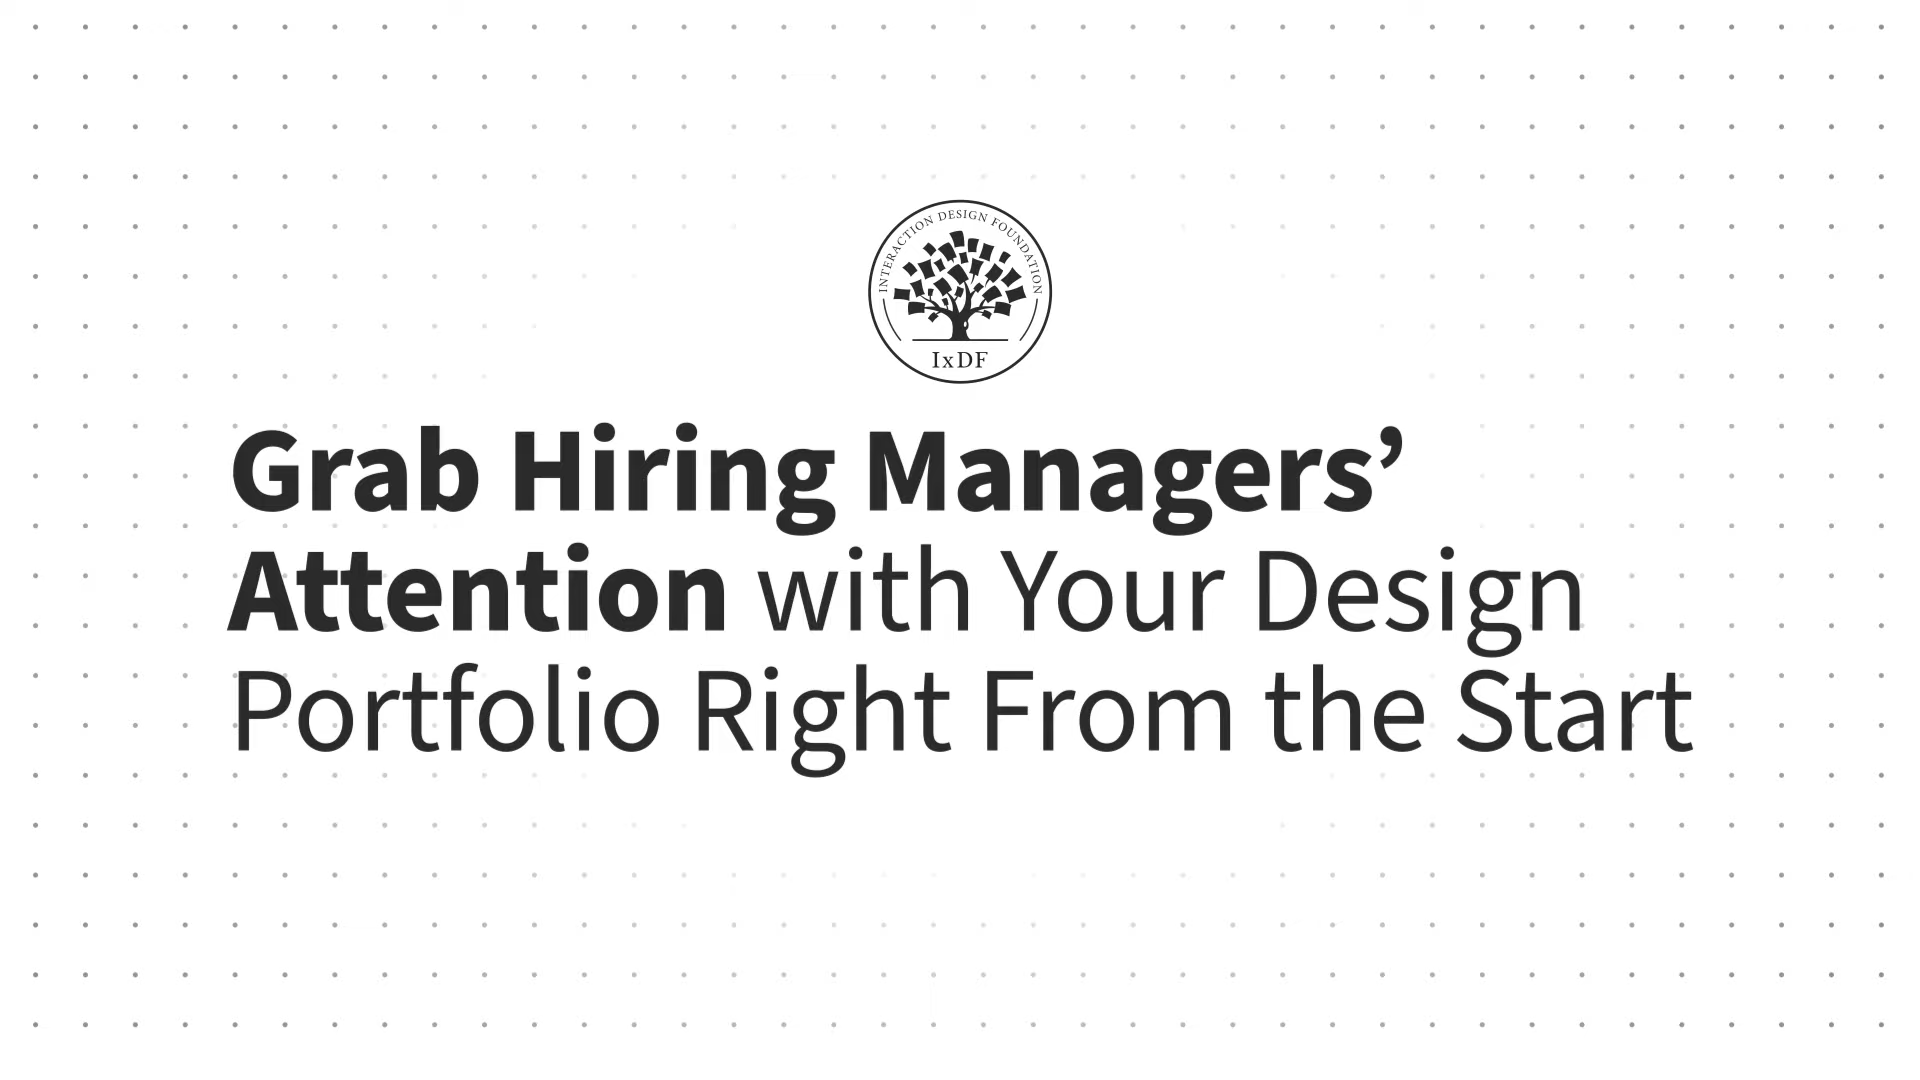 INTERACTION DESIGN FOUNDATION
IxDF
Grab Hiring Managers’
Attention with Your Design
Portfolio Right From the Start